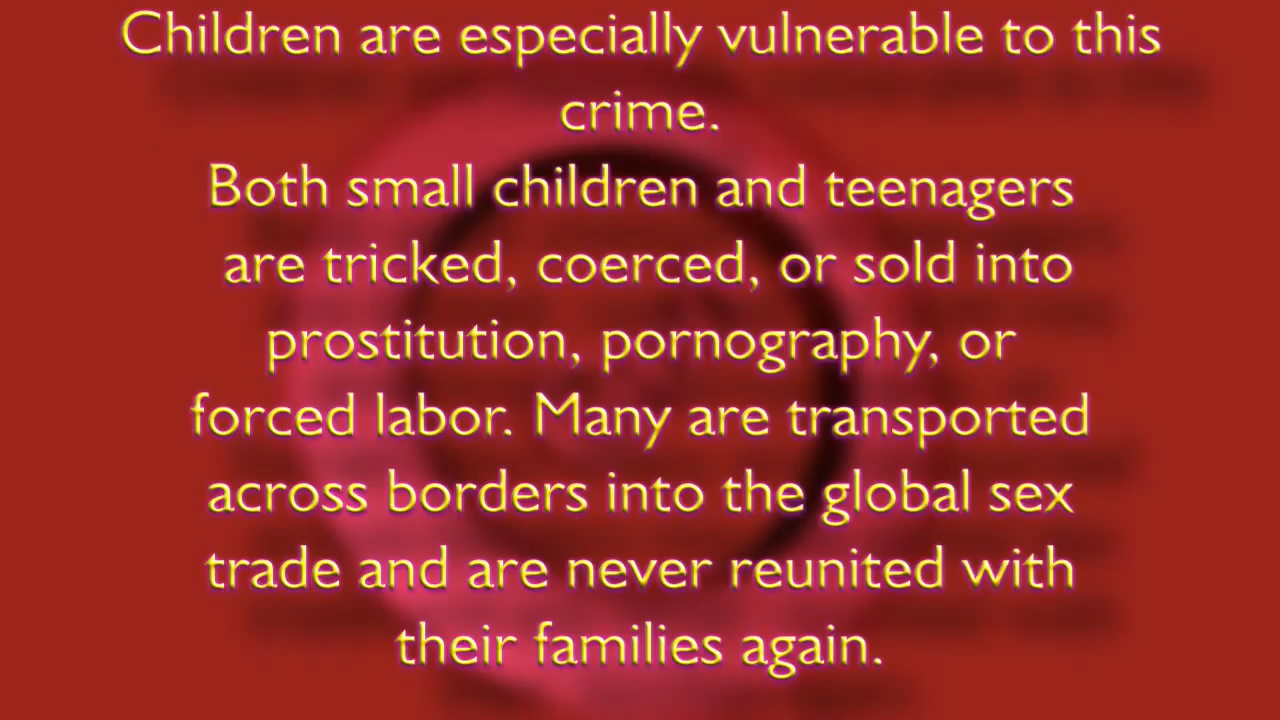 Children are especially vulnerable to this
crime.
Both small children and teenagers
are tricked, coerced, or sold into
prostitution, pornography, or
forced labor. Many are transported
across borders into the global sex
trade and are never reunited with
their families again.